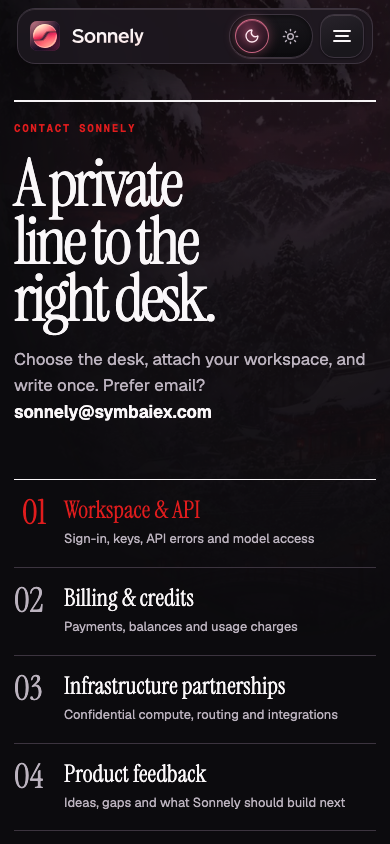 Sonnely
CONTACT SONNELY
A private
line to the
right desk.
Choose the desk, attach your workspace, and
write once. Prefer email?
sonnely@symbaiex.com
01 Workspace & API
Sign-in, keys, API errors and model access
02 Billing & credits
Payments, balances and usage charges
03 Infrastructure partnerships
Confidential compute, routing and integrations
04 Product feedback
Ideas, gaps and what Sonnely should build next